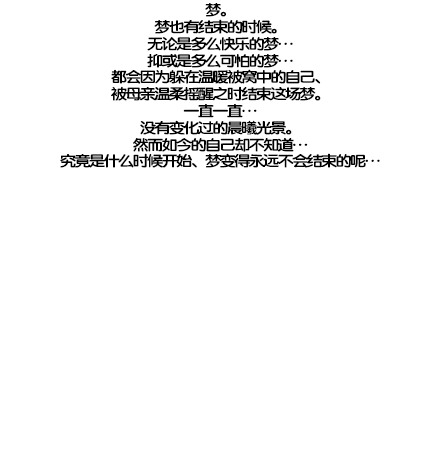 梦。
梦也有结束的时候。
无论是多么快乐的梦…
抑或是多么可怕的梦…
都会因为躲在温暖被窝中的自己、
被母亲温柔摇醒之时结束这场梦。
一直一直…
没有变化过的晨曦光景。
然而如今的自己却不知道…
究竟是什么时候开始、梦变得永远不会结束的呢…